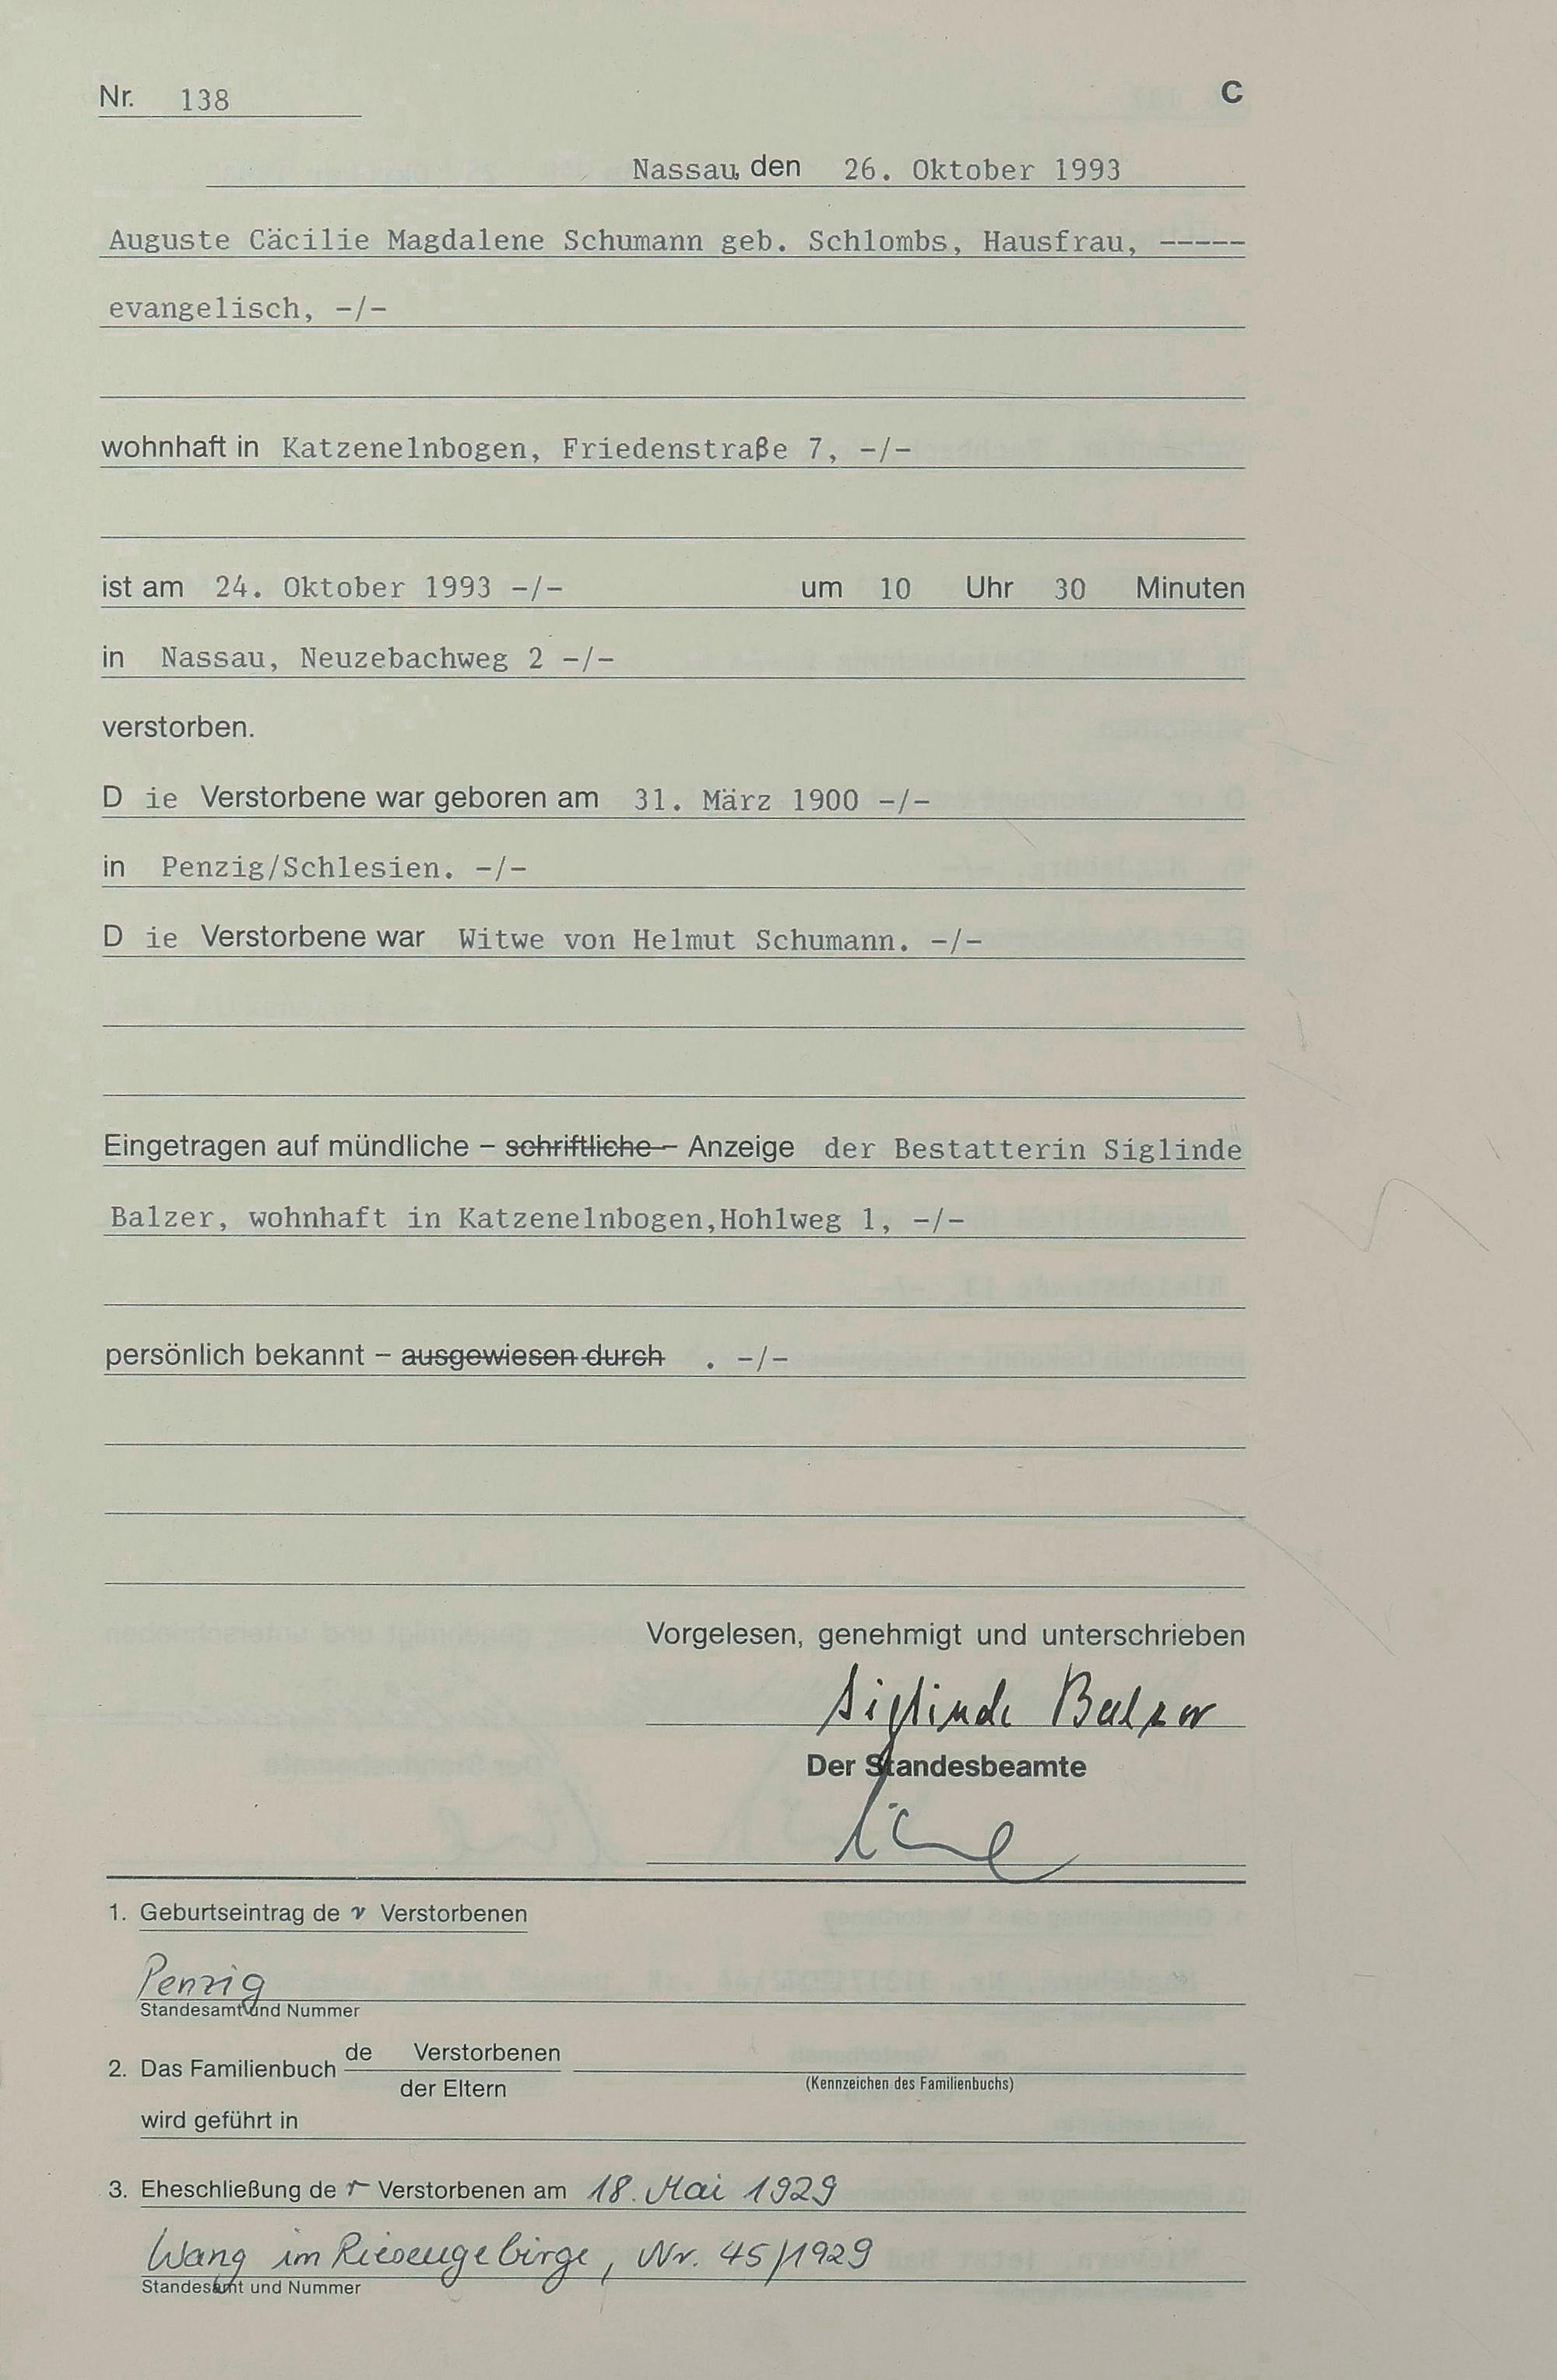 Nr. 138 C
Nassau, den 26. Oktober 1993
Auguste Cäcilie Magdalene Schumann geb. Schlombs, Hausfrau, -----
evangelisch, -/-
wohnhaft in Katzenelnbogen, Friedenstraße 7, -/-
ist am 24. Oktober 1993 -/- um 10 Uhr 30 Minuten
in Nassau, Neuzebachweg 2 -/-
verstorben.
D ie Verstorbene war geboren am 31. März 1900 -/-
in Penzig/Schlesien. -/-
D ie Verstorbene war Witwe von Helmut Schumann. -/-
Eingetragen auf mündliche – schriftliche – Anzeige der Bestatterin Siglinde
Balzer, wohnhaft in Katzenelnbogen,Hohlweg 1, -/-
persönlich bekannt – ausgewiesen durch . -/-
Vorgelesen, genehmigt und unterschrieben
Siglinde Balzer
Der Standesbeamte
1. Geburtseintrag de r Verstorbenen
Penzig
Standesamt und Nummer
de Verstorbenen
2. Das Familienbuch
der Eltern
(Kennzeichen des Familienbuchs)
wird geführt in
3. Eheschließung de r Verstorbenen am 18. Mai 1929
Wang im Riesengebirge, Nr. 45/1929
Standesamt und Nummer